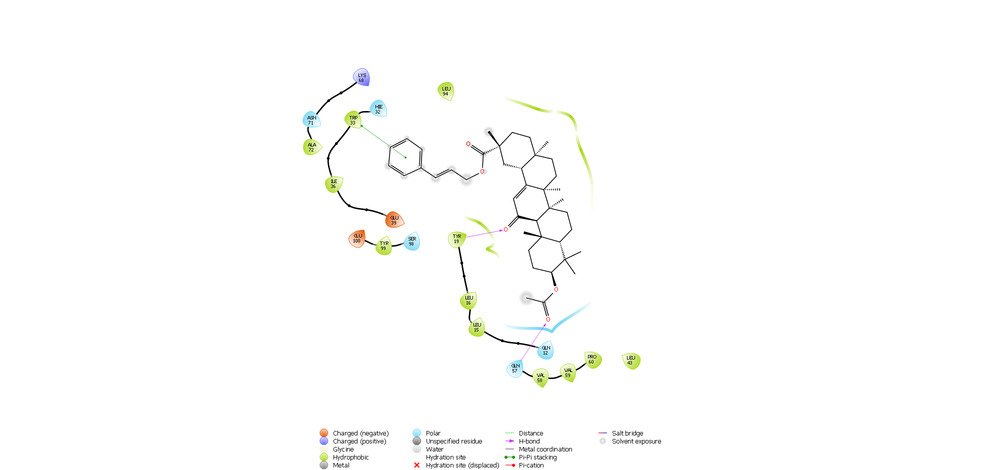 LYS
68
LEU
94
HIE
32
ASN
71
TRP
33
ALA
72
O
O
ILE
36
GLU
39
O
TYR
19
GLU
100
TYR
99
SER
98
O
LEU
16
O
LEU
15
GLN
12
GLN
57
VAL
58
VAL
59
PRO
60
LEU
43
Charged (negative)
Charged (positive)
Glycine
Hydrophobic
Metal
Polar
Unspecified residue
Water
Hydration site
Hydration site (displaced)
Distance
H-bond
Metal coordination
Pi-Pi stacking
Pi-cation
Salt bridge
Solvent exposure